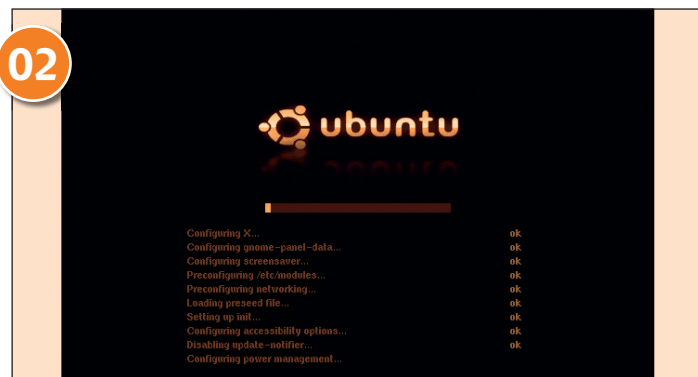 02
ubuntu
Configuring X... ok
Configuring gnome-panel-data... ok
Configuring screensaver... ok
Preconfiguring /etc/modules... ok
Preconfiguring networking... ok
Loading preseed file... ok
Setting up init... ok
Configuring accessibility options... ok
Disabling update-notifier... ok
Configuring power management...